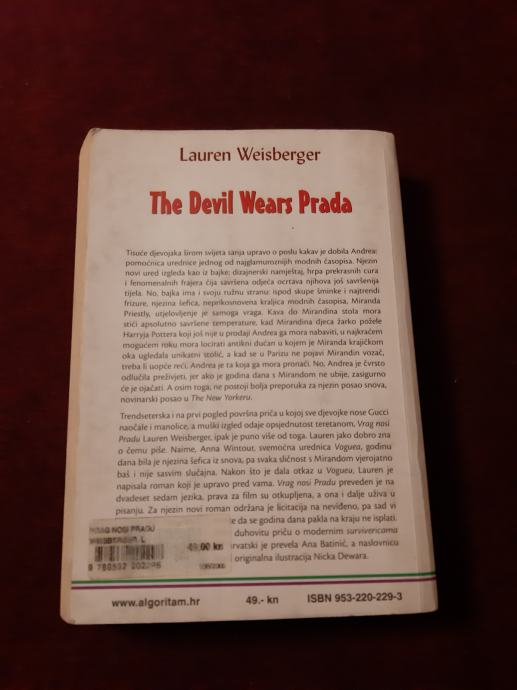 Lauren Weisberger
The Devil Wears Prada
Tisuće djevojaka širom svijeta sanja upravo o poslu kakav je dobila Andrea:
pomoćnica urednice jednog od najglamuroznijih modnih časopisa. Njezin
novi ured izgleda kao iz bajke: dizajnerski namještaj, hrpa prekrasnih cura
i fenomenalnih frajera čija savršena odjeća ocrtava njihova još savršenija
tijela. No, bajka ima i svoju ružnu stranu: ispod skupe šminke i najtrendi
frizure, njezina šefica, neprikosnovena kraljica modnih časopisa, Miranda
Priestly, utjelovljenje je samoga vraga. Kava do Mirandina stola mora
stići apsolutno savršene temperature, kad Mirandina djeca žarko požele
Harryja Pottera koji još nije u prodaji Andrea ga mora nabaviti, u najkraćem
mogućem roku mora locirati antikni dućan u kojem je Miranda krajičkom
oka ugledala unikatni stolić, a kad se u Parizu ne pojavi Mirandin vozač,
treba li uopće reći, Andrea je ta koja ga mora pronaći. No, Andrea je čvrsto
odlučila preživjeti, jer ako je godina dana s Mirandom ne ubije, zasigurno
će je ojačati. A osim toga, ne postoji bolja preporuka za njezin posao snova,
novinarski posao u The New Yorkeru.
Trendseterska i na prvi pogled površna priča u kojoj sve djevojke nose Gucci
naočale i manolice, a muški izgled odaje opsjednutost teretanom, Vrag nosi
Pradu Lauren Weisberger, ipak je puno više od toga. Lauren jako dobro zna
o čemu piše. Naime, Anna Wintour, svemoćna urednica Voguea, godinu
dana bila je njezina šefica iz snova, pa svaka sličnost s Mirandom vjerojatno
baš i nije sasvim slučajna. Nakon što je dala otkaz u Vogueu, Lauren je
napisala roman koji je upravo pred vama. Vrag nosi Pradu preveden je na
dvadeset sedam jezika, prava za film su otkupljena, a ona i dalje uživa u
pisanju. Za njezin novi roman održana je licitacija na neviđeno, pa sad vi
te da se godina dana pakla na kraju ne isplati.
duhovitu priču o modernim survivericama
rvatski je prevela Ana Batinić, a naslovnicu
originalna ilustracija Nicka Dewara.
VRAG NOSI PRADU
WEISBERGER, L
49,00 kn
www.algoritam.hr
49.- kn
ISBN 953-220-229-3